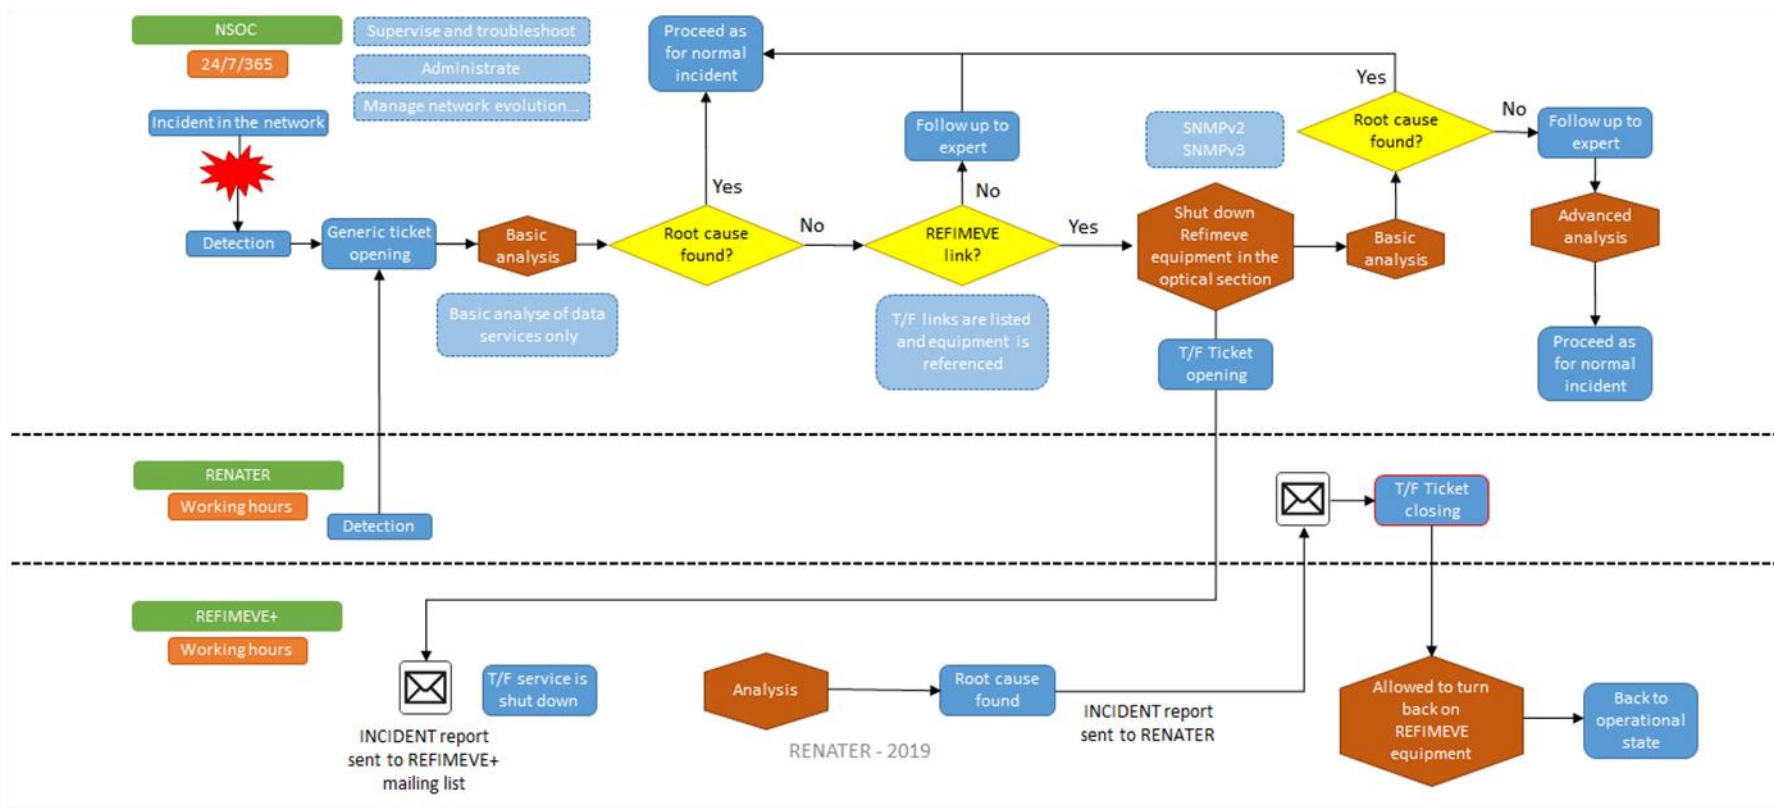 NSOC
24/7/365
Supervise and troubleshoot
Administrate
Manage network evolution...
Incident in the network
Detection
Generic ticket
opening
Basic
analysis
Basic analyse of data
services only
Root cause
found?
Yes
No
Proceed as
for normal
incident
REFIMEVE
link?
No
Yes
Follow up to
expert
T/F links are listed
and equipment is
referenced
SNMPv2
SNMPv3
Shut down
Refimeve
equipment in the
optical section
T/F Ticket
opening
Basic
analysis
Root cause
found?
Yes
No
Follow up to
expert
Advanced
analysis
Proceed as
for normal
incident
RENATER
Working hours
Detection
T/F Ticket
closing
REFIMEVE+
Working hours
INCIDENT report
sent to REFIMEVE+
mailing list
T/F service is
shut down
Analysis
Root cause
found
INCIDENT report
sent to RENATER
RENATER - 2019
Allowed to turn
back on
REFIMEVE
equipment
Back to
operational
state